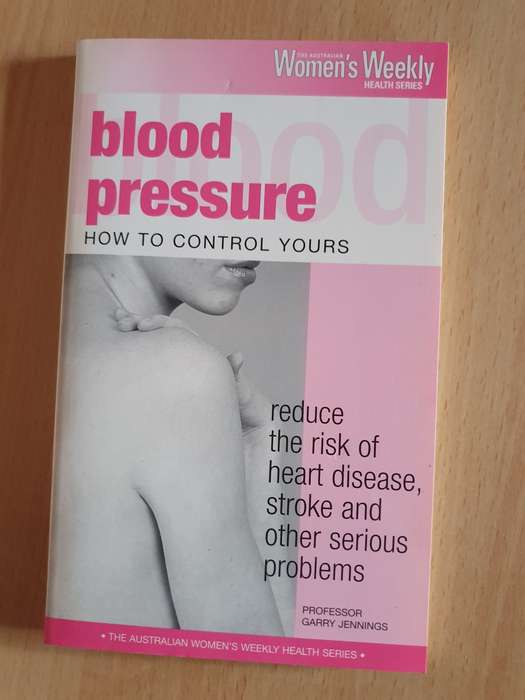 THE AUSTRALIAN
Women's Weekly
HEALTH SERIES
blood
blood
pressure
HOW TO CONTROL YOURS
reduce
the risk of
heart disease,
stroke and
other serious
problems
PROFESSOR
GARRY JENNINGS
• THE AUSTRALIAN WOMEN'S WEEKLY HEALTH SERIES •